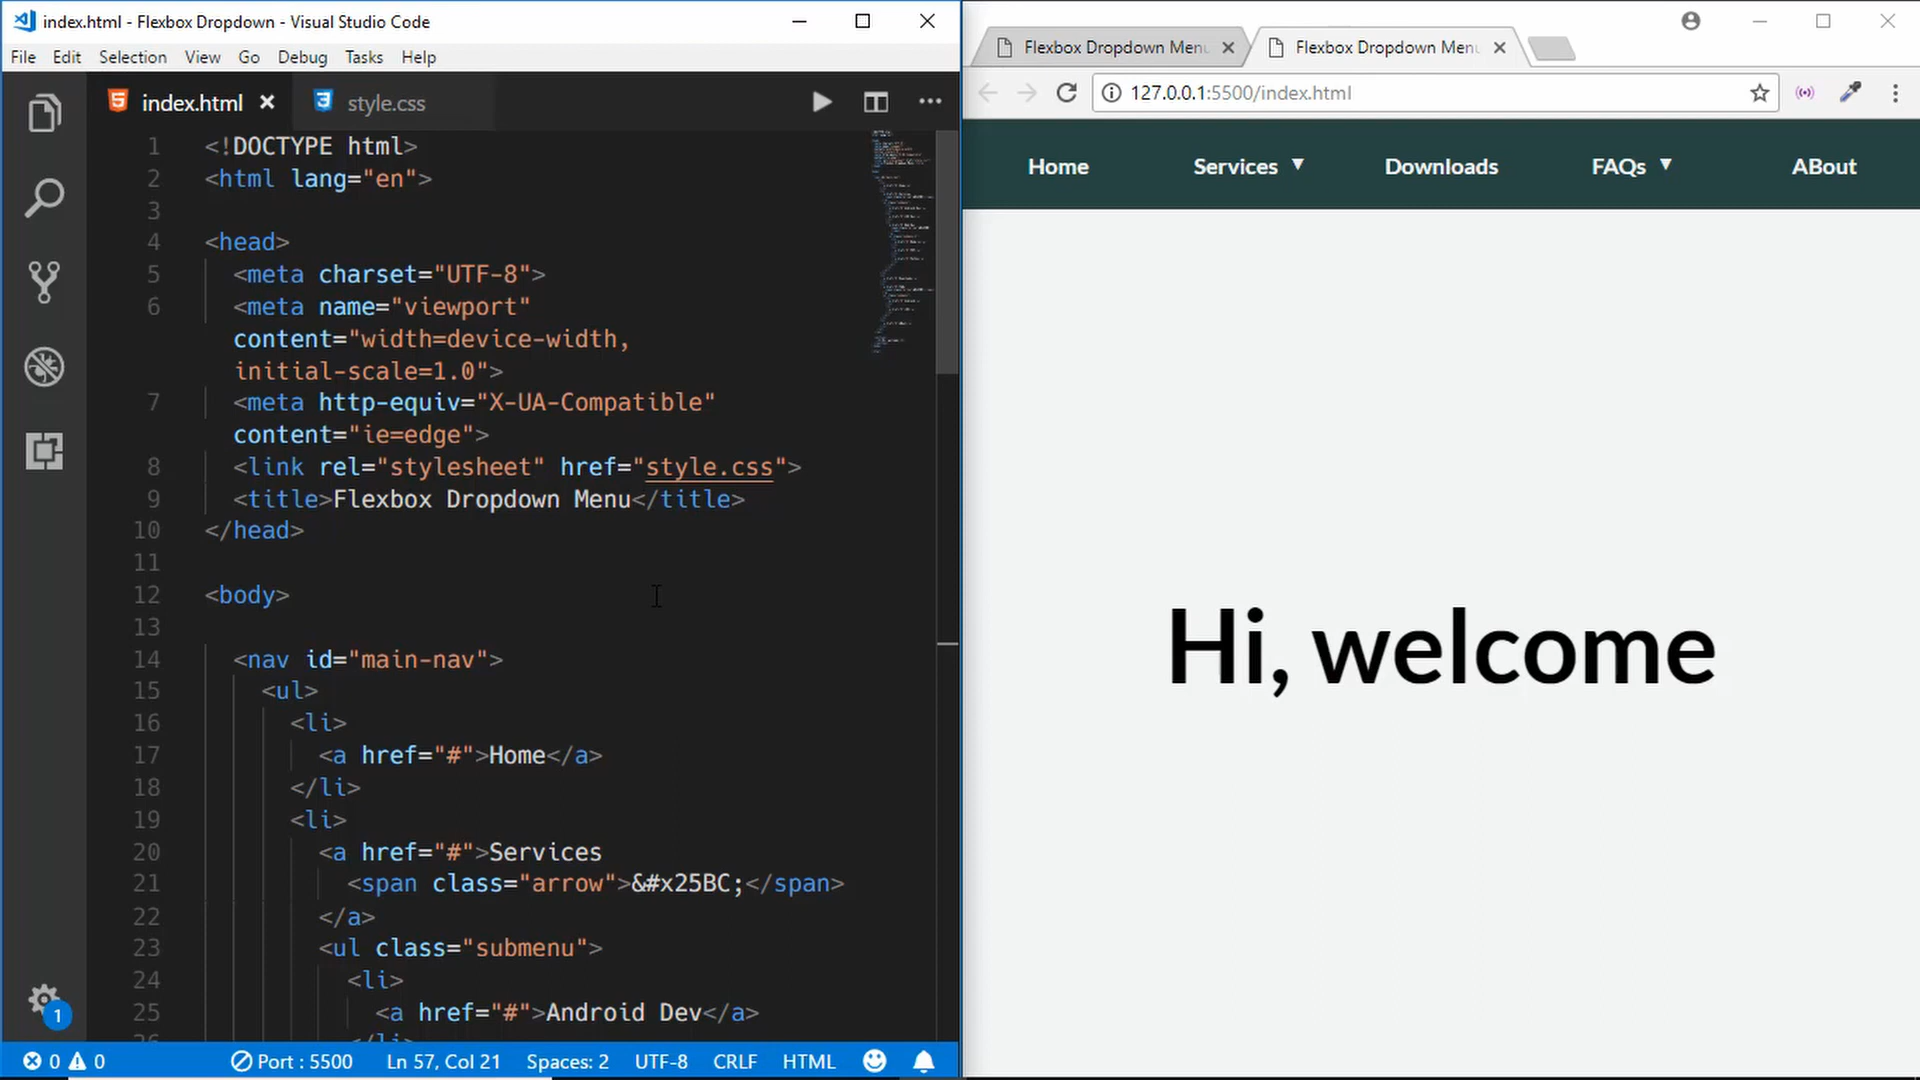 index.html - Flexbox Dropdown - Visual Studio Code
File Edit Selection View Go Debug Tasks Help
index.html style.css
1 <!DOCTYPE html>
2 <html lang="en">
3
4 <head>
5 <meta charset="UTF-8">
6 <meta name="viewport"
content="width=device-width,
initial-scale=1.0">
7 <meta http-equiv="X-UA-Compatible"
content="ie=edge">
8 <link rel="stylesheet" href="style.css">
9 <title>Flexbox Dropdown Menu</title>
10 </head>
11
12 <body>
13
14 <nav id="main-nav">
15 <ul>
16 <li>
17 <a href="#">Home</a>
18 </li>
19 <li>
20 <a href="#">Services
21 <span class="arrow">&#x25BC;</span>
22 </a>
23 <ul class="submenu">
24 <li>
25 <a href="#">Android Dev</a>
1
0 0 Port : 5500 Ln 57, Col 21 Spaces: 2 UTF-8 CRLF HTML
Flexbox Dropdown Menu Flexbox Dropdown Menu
127.0.0.1:5500/index.html
Home Services ▼ Downloads FAQs ▼ ABout
Hi, welcome